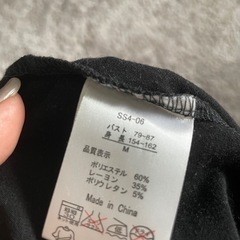 SS4-06
バスト 79-87
身 長 154-162
M
品質表示
ポリエステル 60%
レーヨン 35%
ポリウレタン 5%
Made in China